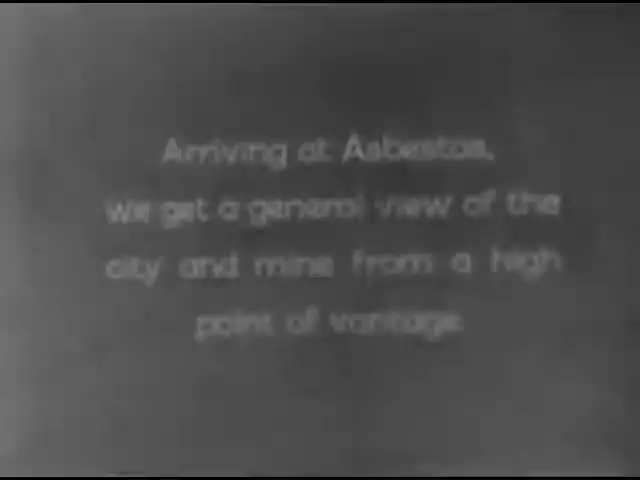 Arriving at Asbestos,
we get a general view of the
city and mine from a high
point of vantage.